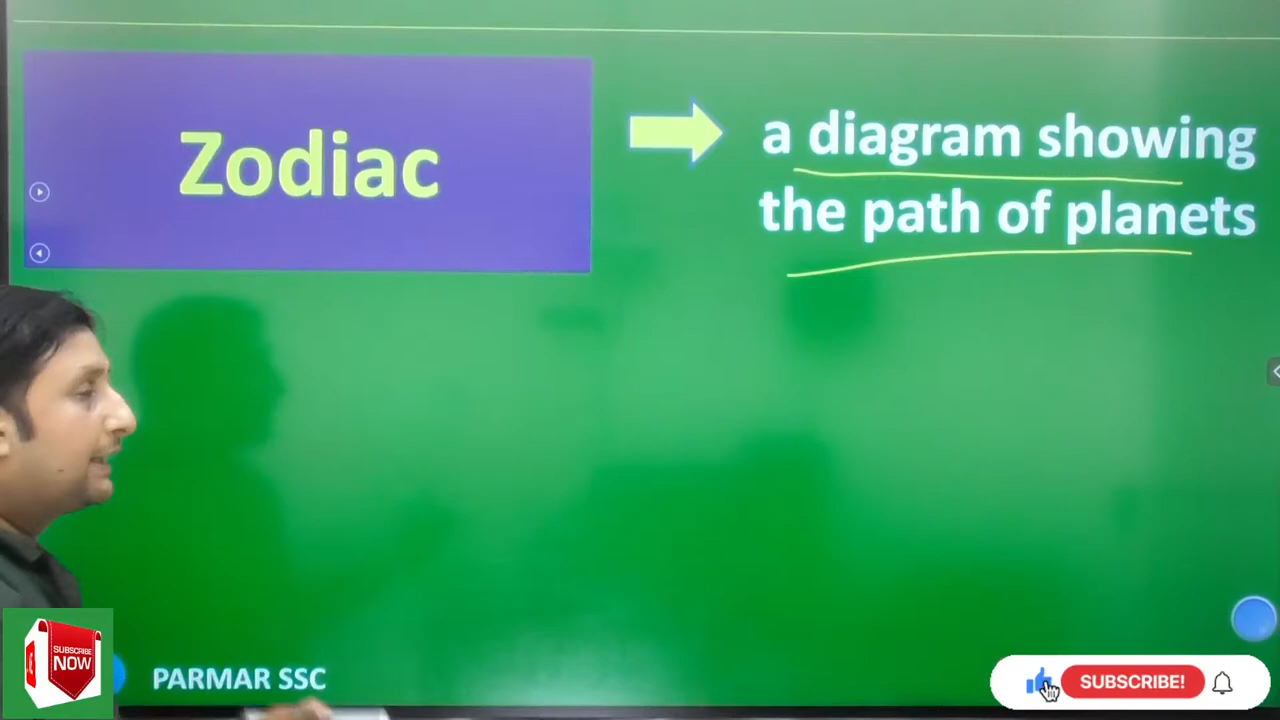 Zodiac
a diagram showing
the path of planets
SUBSCRIBE
NOW
PARMAR SSC
SUBSCRIBE!